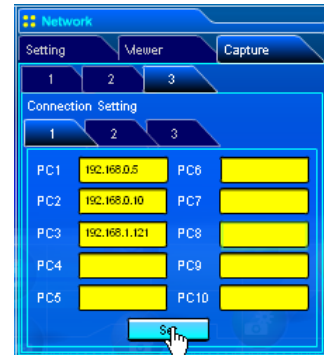 Network
Setting Viewer Capture
1 2 3
Connection Setting
1 2 3
PC1 192.168.0.5 PC6
PC2 192.168.0.10 PC7
PC3 192.168.1.121 PC8
PC4 PC9
PC5 PC10